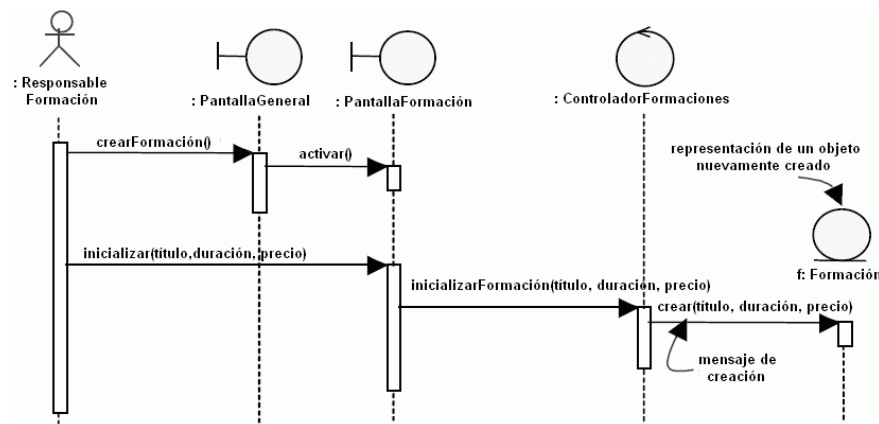 : Responsable
Formación
: PantallaGeneral
: PantallaFormación
: ControladorFormaciones
crearFormación()
activar()
representación de un objeto
nuevamente creado
inicializar(título,duración, precio)
f: Formación
inicializarFormación(título, duración, precio)
crear(título, duración, precio)
mensaje de
creación